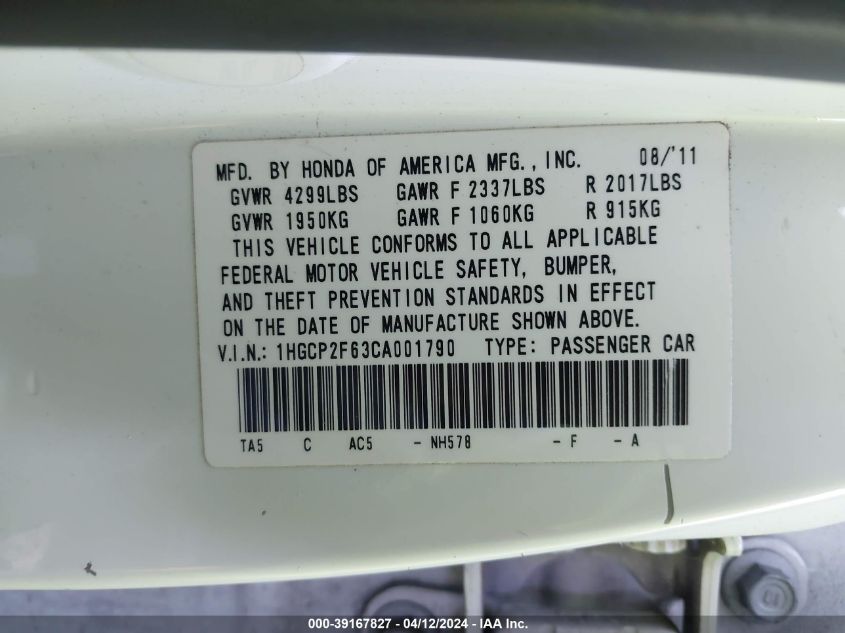 MFD. BY HONDA OF AMERICA MFG., INC. 08/'11
GVWR 4299LBS GAWR F 2337LBS R 2017LBS
GVWR 1950KG GAWR F 1060KG R 915KG
THIS VEHICLE CONFORMS TO ALL APPLICABLE
FEDERAL MOTOR VEHICLE SAFETY, BUMPER,
AND THEFT PREVENTION STANDARDS IN EFFECT
ON THE DATE OF MANUFACTURE SHOWN ABOVE.
V.I.N.: 1HGCP2F63CA001790 TYPE: PASSENGER CAR
TA5 C AC5 - NH578 - F - A
000-39167827 - 04/12/2024 - IAA Inc.